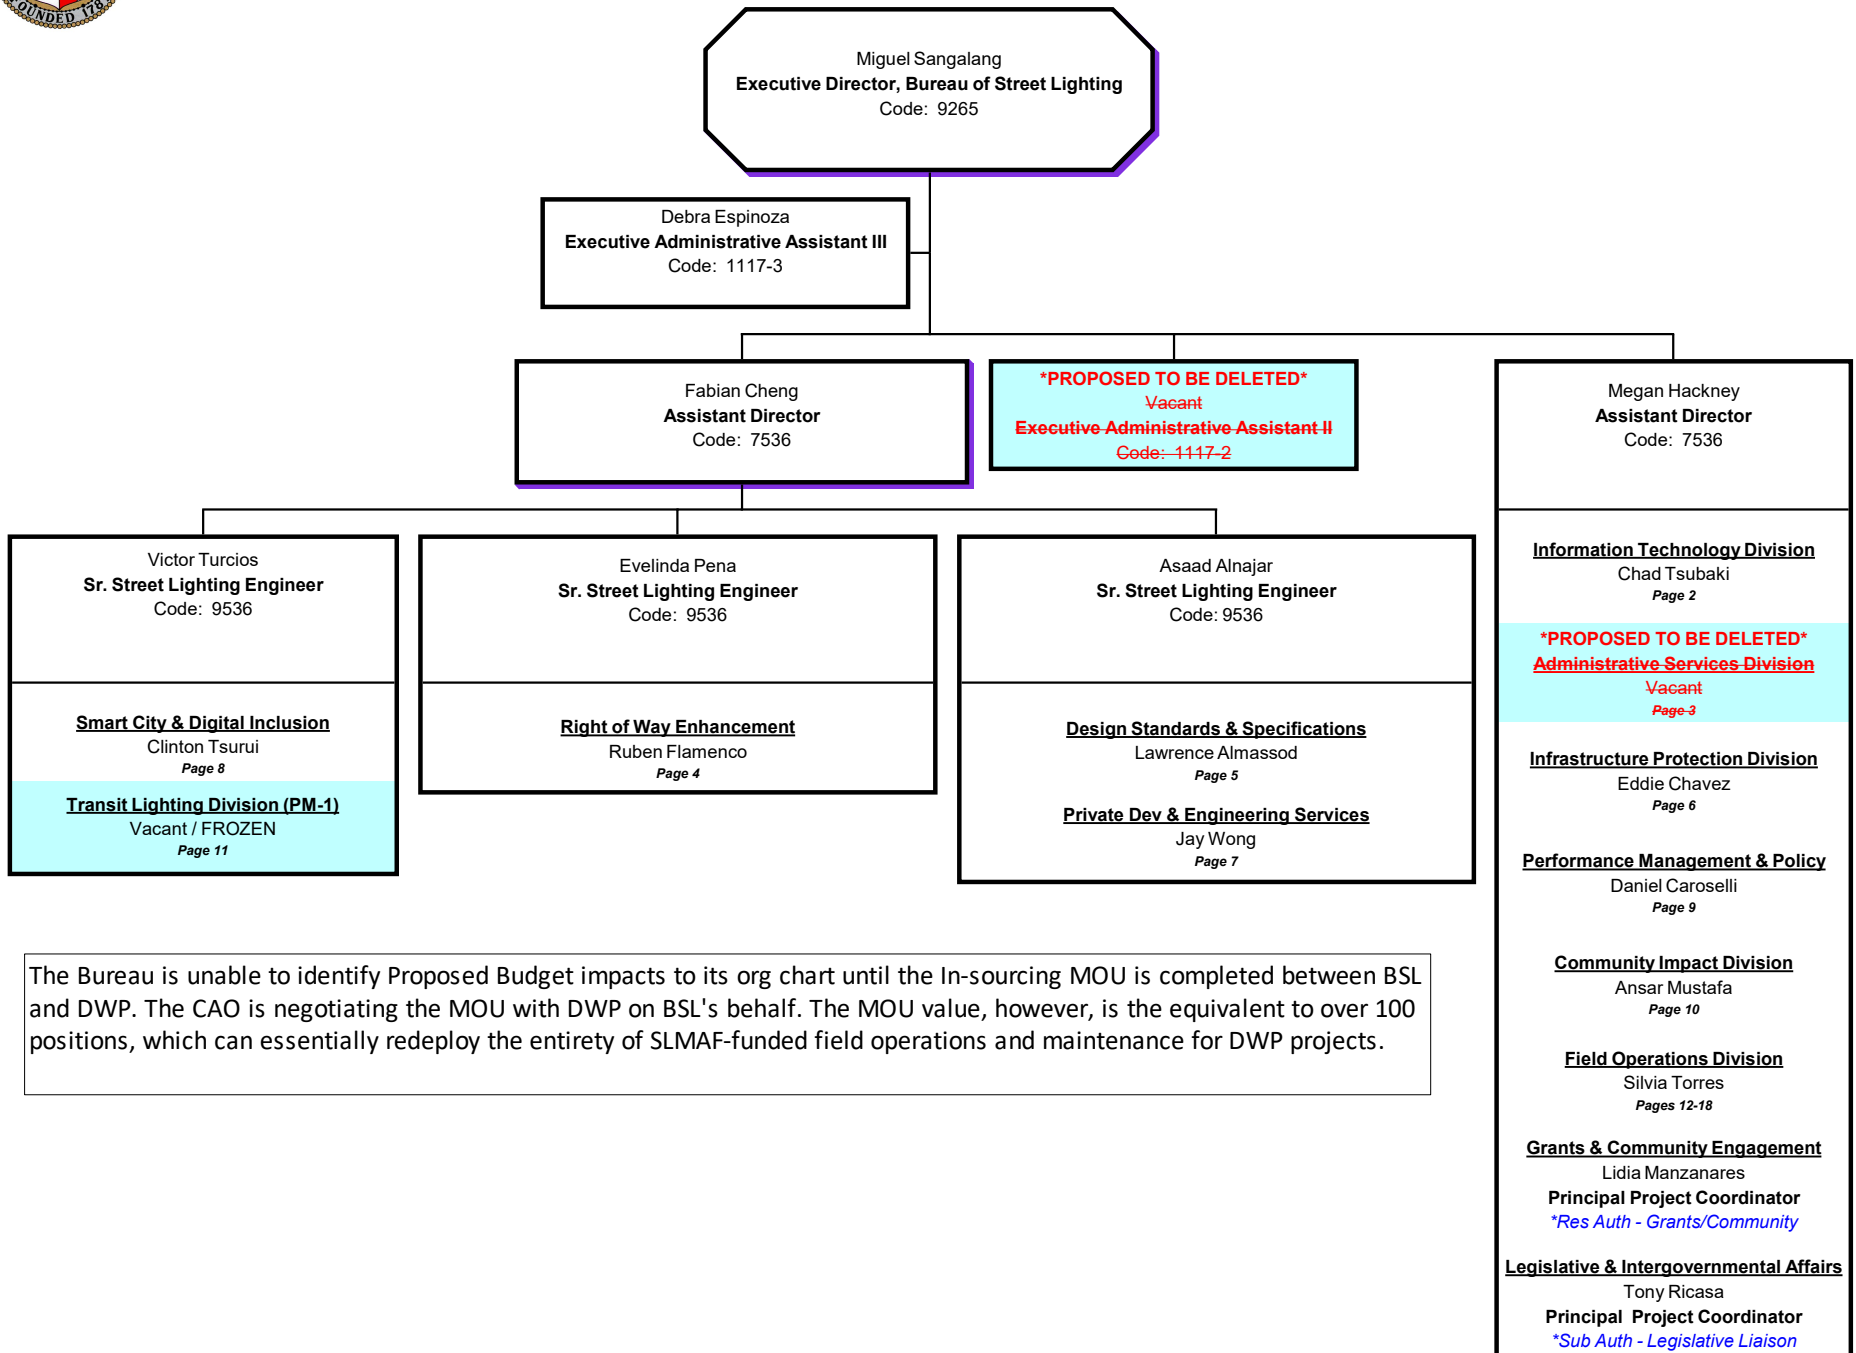 FOUNDED 178
Miguel Sangalang
Executive Director, Bureau of Street Lighting
Code: 9265
Debra Espinoza
Executive Administrative Assistant III
Code: 1117-3
Fabian Cheng
Assistant Director
Code: 7536
*PROPOSED TO BE DELETED*
Vacant
Executive Administrative Assistant II
Code: 1117-2
Megan Hackney
Assistant Director
Code: 7536
Victor Turcios
Sr. Street Lighting Engineer
Code: 9536
Smart City & Digital Inclusion
Clinton Tsurui
Page 8
Transit Lighting Division (PM-1)
Vacant / FROZEN
Page 11
Evelinda Pena
Sr. Street Lighting Engineer
Code: 9536
Right of Way Enhancement
Ruben Flamenco
Page 4
Asaad Alnajar
Sr. Street Lighting Engineer
Code: 9536
Design Standards & Specifications
Lawrence Almassod
Page 5
Private Dev & Engineering Services
Jay Wong
Page 7
Information Technology Division
Chad Tsubaki
Page 2
*PROPOSED TO BE DELETED*
Administrative Services Division
Vacant
Page 3
Infrastructure Protection Division
Eddie Chavez
Page 6
Performance Management & Policy
Daniel Caroselli
Page 9
Community Impact Division
Ansar Mustafa
Page 10
Field Operations Division
Silvia Torres
Pages 12-18
Grants & Community Engagement
Lidia Manzanares
Principal Project Coordinator
*Res Auth - Grants/Community
Legislative & Intergovernmental Affairs
Tony Ricasa
Principal Project Coordinator
*Sub Auth - Legislative Liaison
The Bureau is unable to identify Proposed Budget impacts to its org chart until the In-sourcing MOU is completed between BSL
and DWP. The CAO is negotiating the MOU with DWP on BSL's behalf. The MOU value, however, is the equivalent to over 100
positions, which can essentially redeploy the entirety of SLMAF-funded field operations and maintenance for DWP projects.